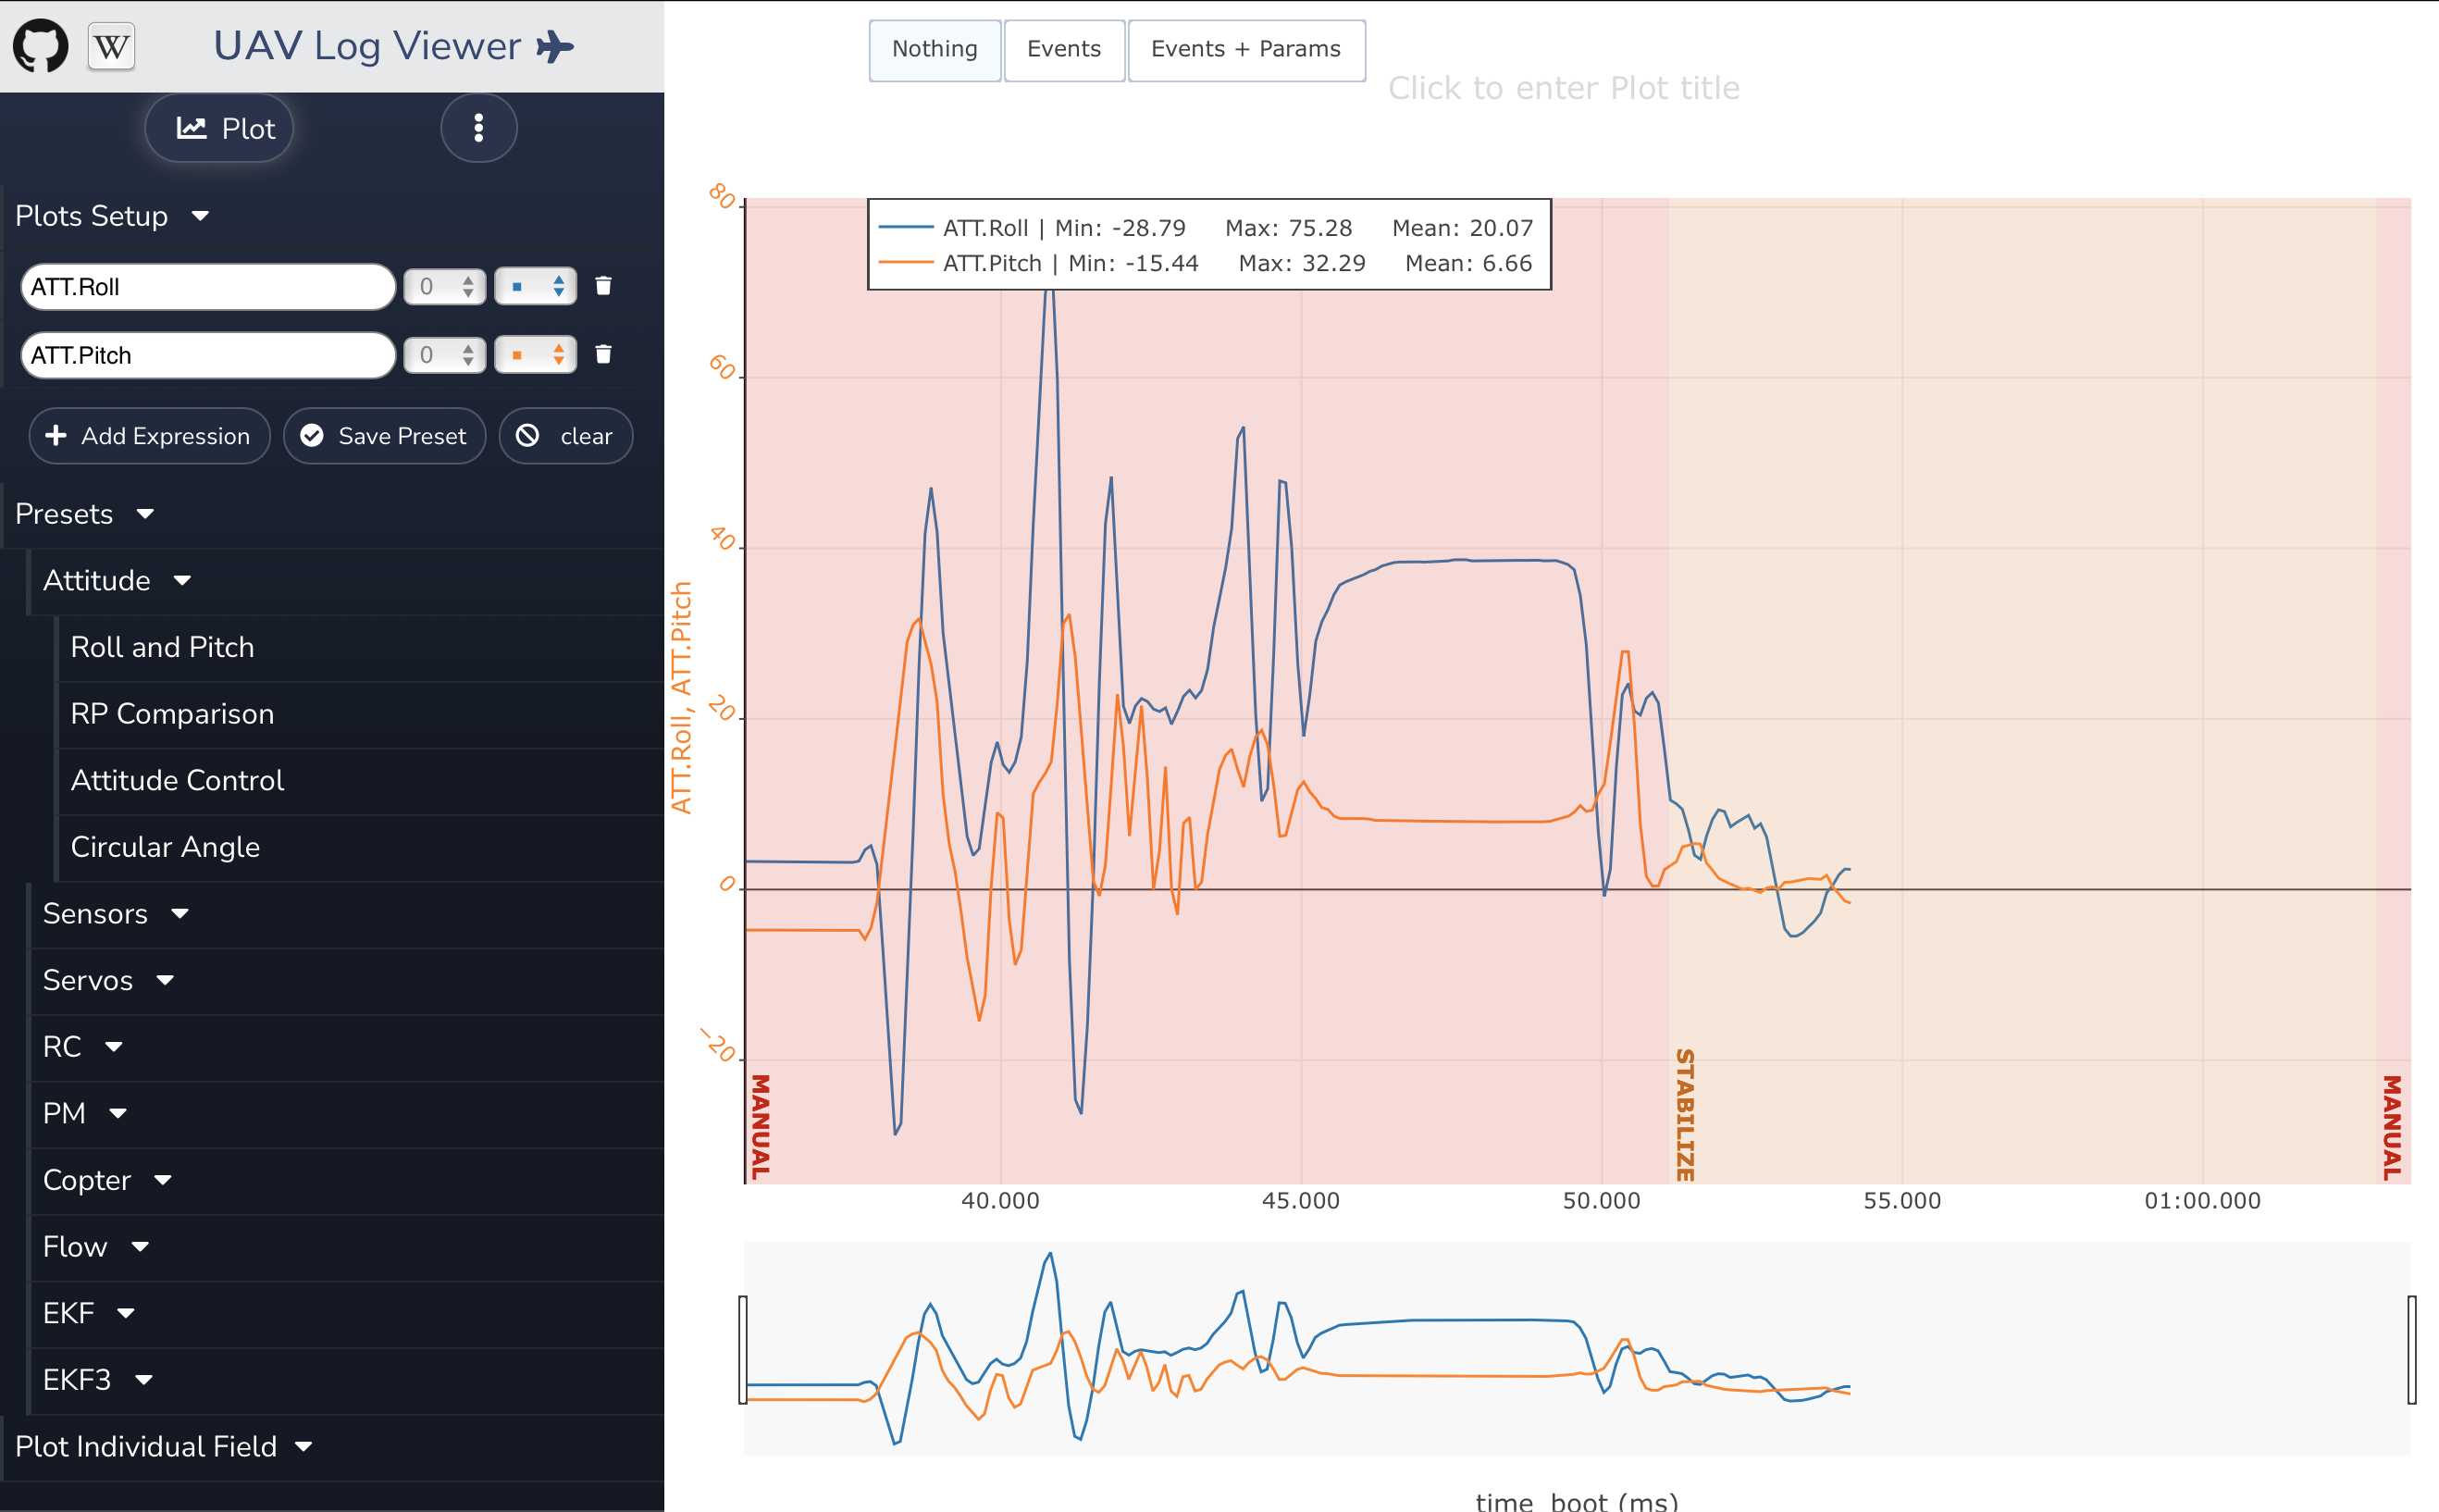 W UAV Log Viewer
Plot
Plots Setup
ATT.Roll 0
ATT.Pitch 0
Add Expression Save Preset clear
Presets
Attitude
Roll and Pitch
RP Comparison
Attitude Control
Circular Angle
Sensors
Servos
RC
PM
Copter
Flow
EKF
EKF3
Plot Individual Field
Nothing Events Events + Params
Click to enter Plot title
ATT.Roll | Min: -28.79 Max: 75.28 Mean: 20.07
ATT.Pitch | Min: -15.44 Max: 32.29 Mean: 6.66
80
60
40
20
0
−20
ATT.Roll, ATT.Pitch
MANUAL
STABILIZE
MANUAL
40.000 45.000 50.000 55.000 01:00.000
time_boot (ms)